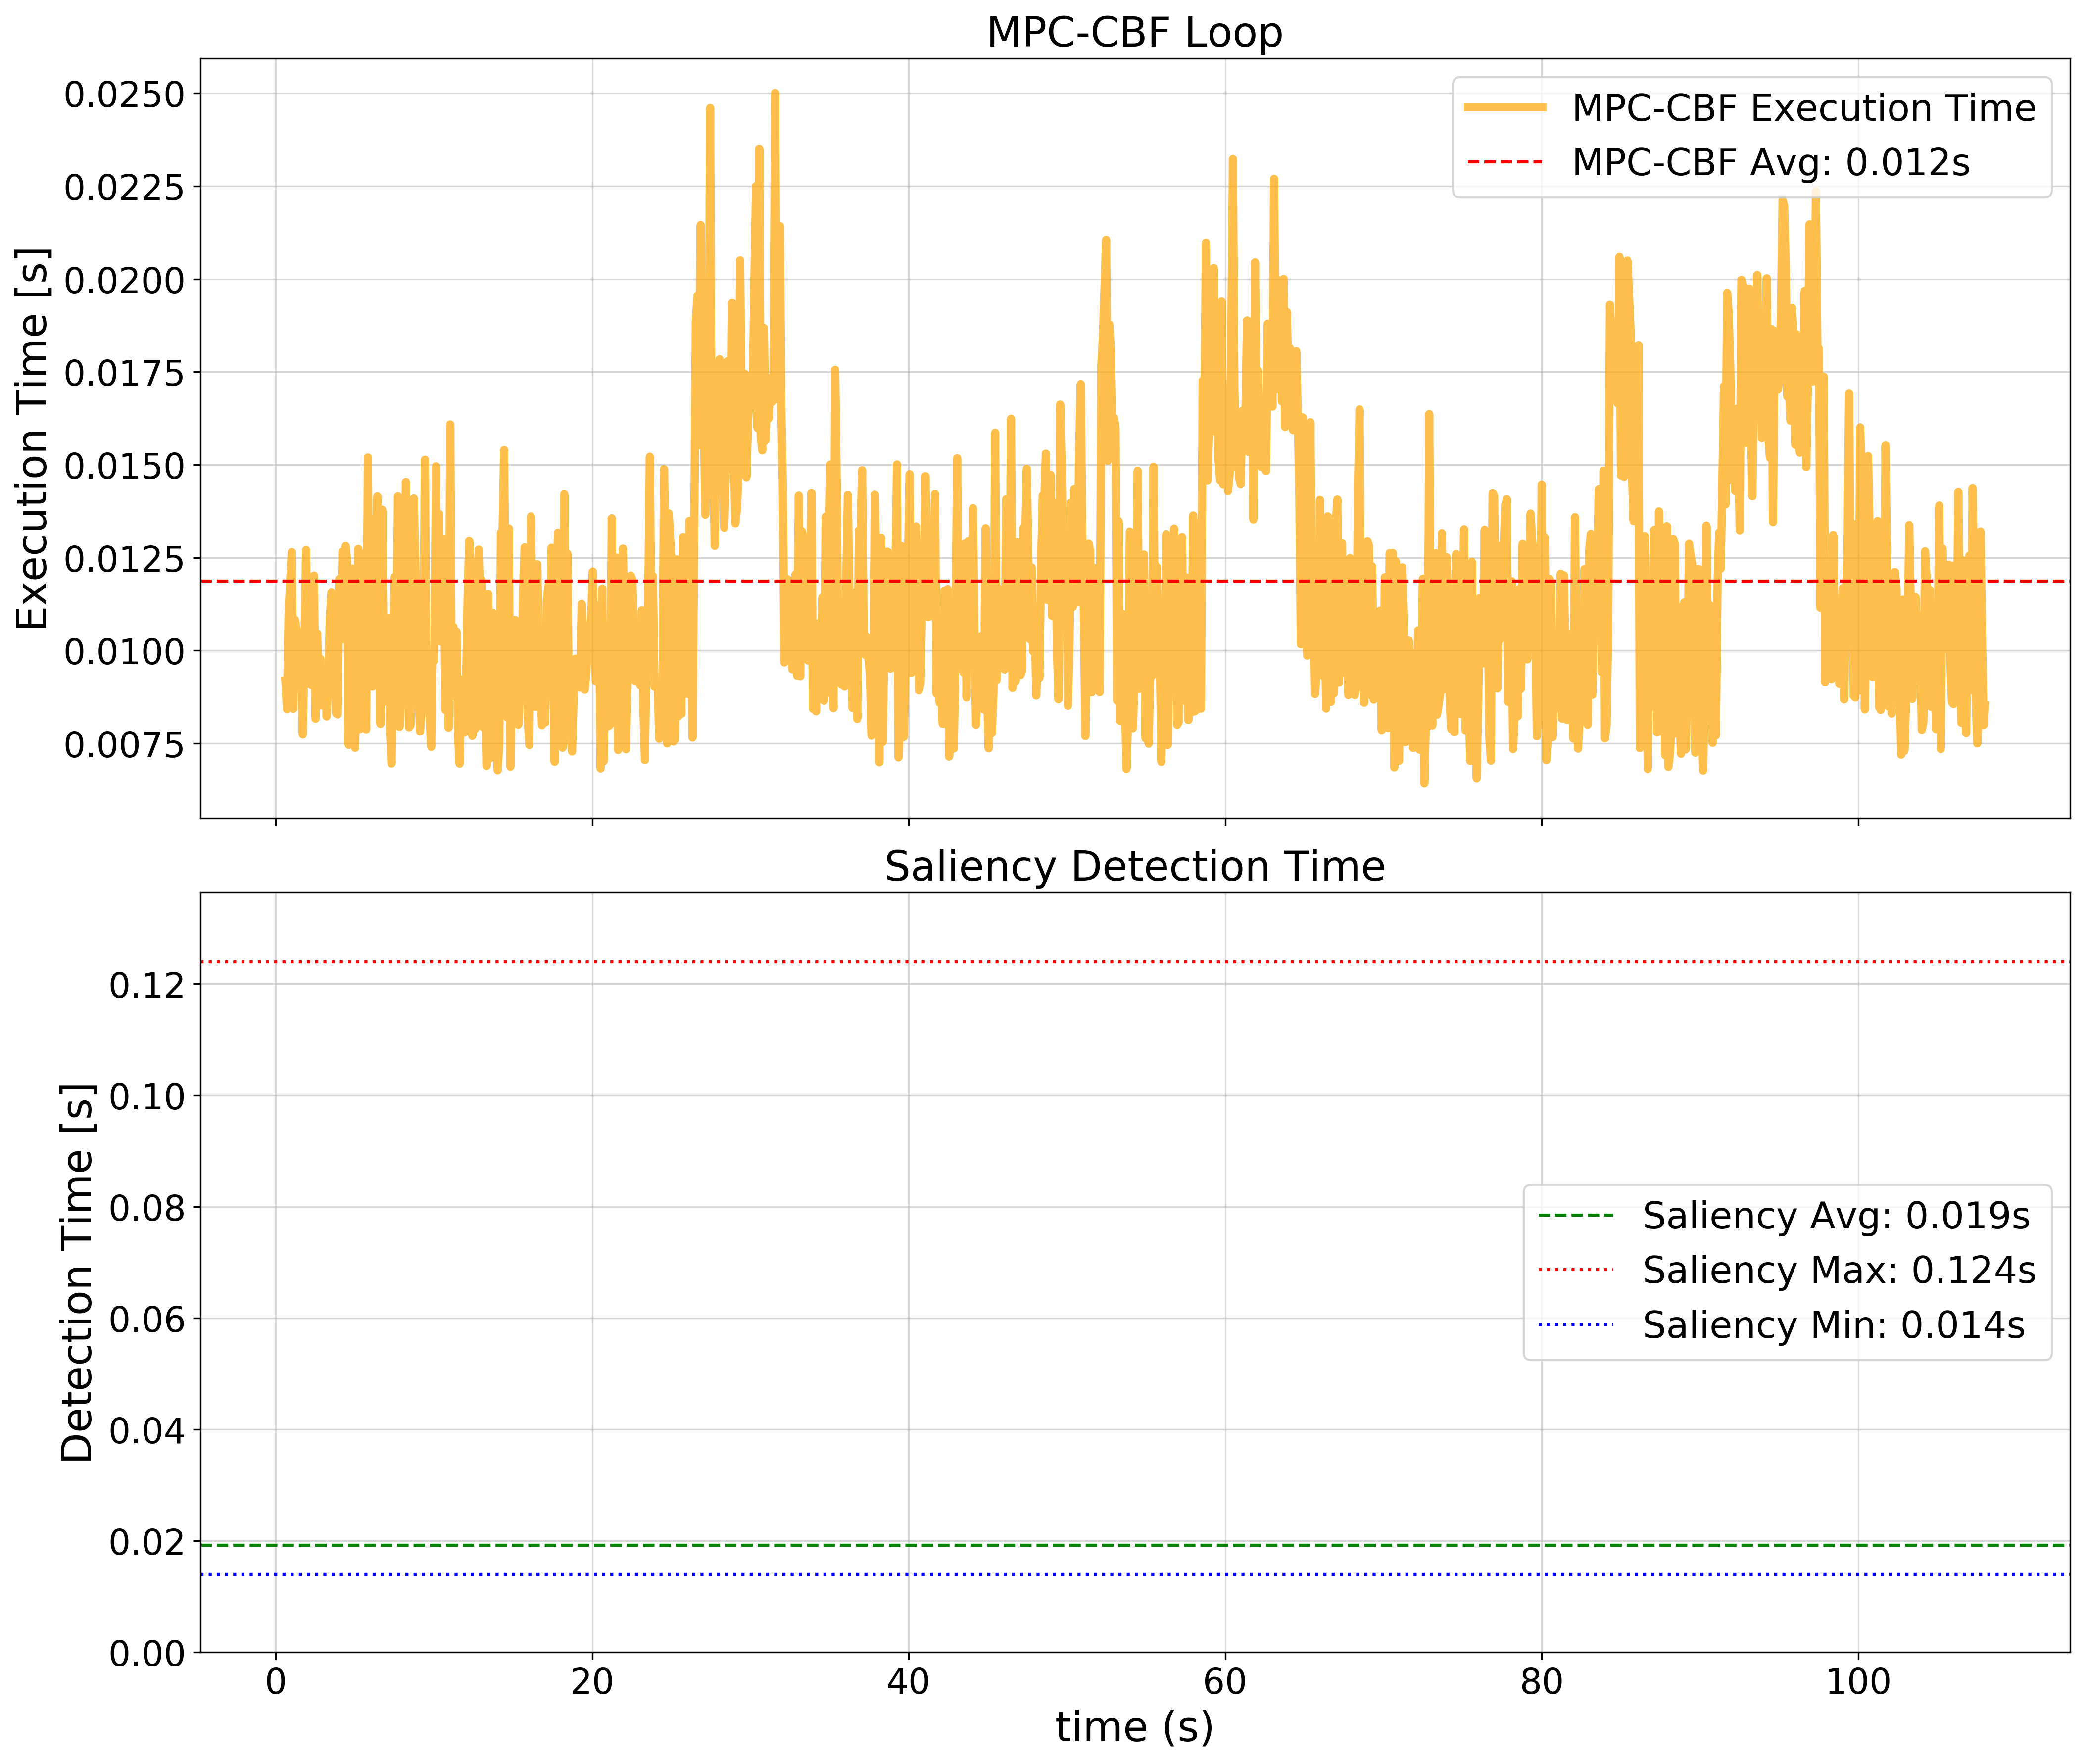 MPC-CBF Loop
0.0250
0.0225
0.0200
0.0175
0.0150
0.0125
0.0100
0.0075
Execution Time [s]
MPC-CBF Execution Time
MPC-CBF Avg: 0.012s
Saliency Detection Time
0.12
0.10
0.08
0.06
0.04
0.02
0.00
Detection Time [s]
Saliency Avg: 0.019s
Saliency Max: 0.124s
Saliency Min: 0.014s
0 20 40 60 80 100
time (s)